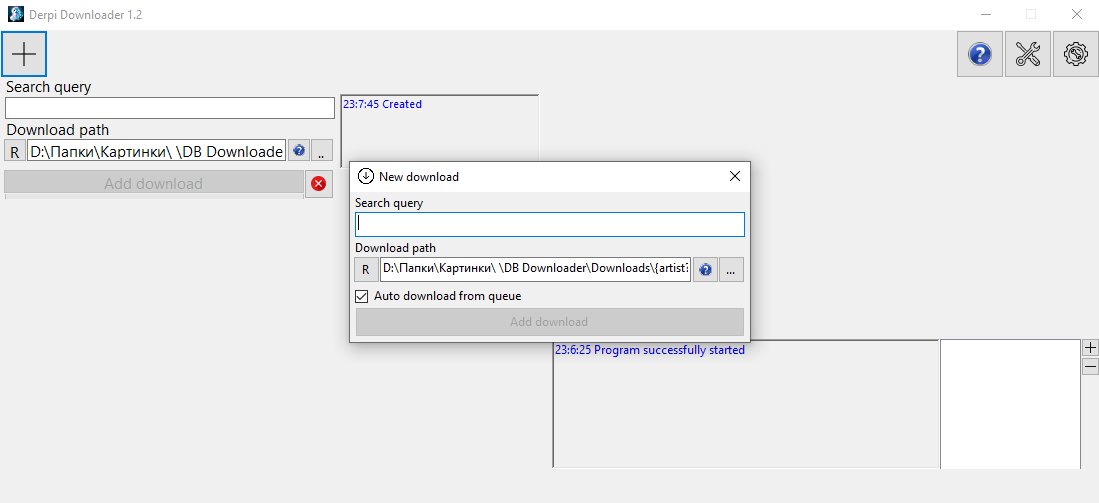 Derpi Downloader 1.2
Search query
Download path
R D:\Папки\Картинки\ \DB Downloade ..
Add download
23:7:45 Created
New download
Search query
Download path
R D:\Папки\Картинки\ \DB Downloader\Downloads\{artist ...
Auto download from queue
Add download
23:6:25 Program successfully started